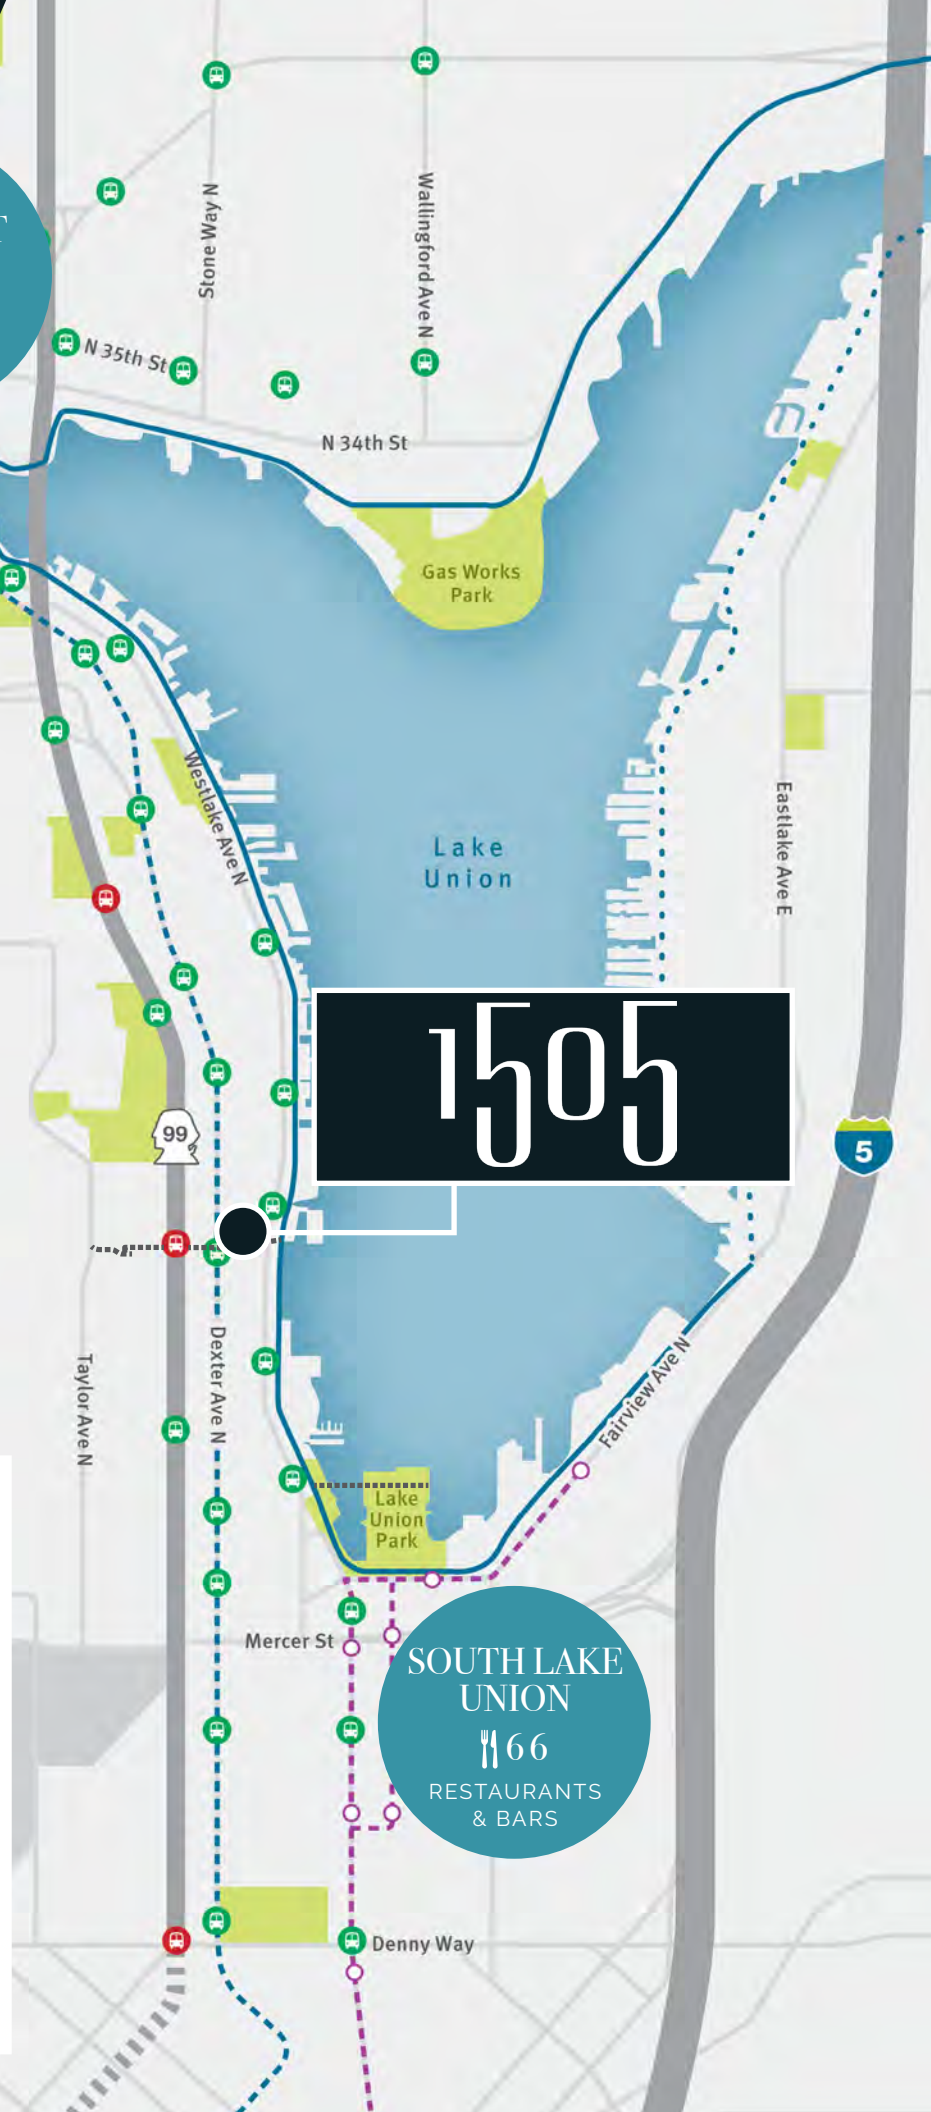 Stone Way N
Wallingford Ave N
N 35th St
N 34th St
Gas Works
Park
Westlake Ave N
Lake
Union
Eastlake Ave E
1505
99
5
Taylor Ave N
Dexter Ave N
Fairview Ave N
Lake
Union
Park
Mercer St
SOUTH LAKE
UNION
66
RESTAURANTS
& BARS
Denny Way